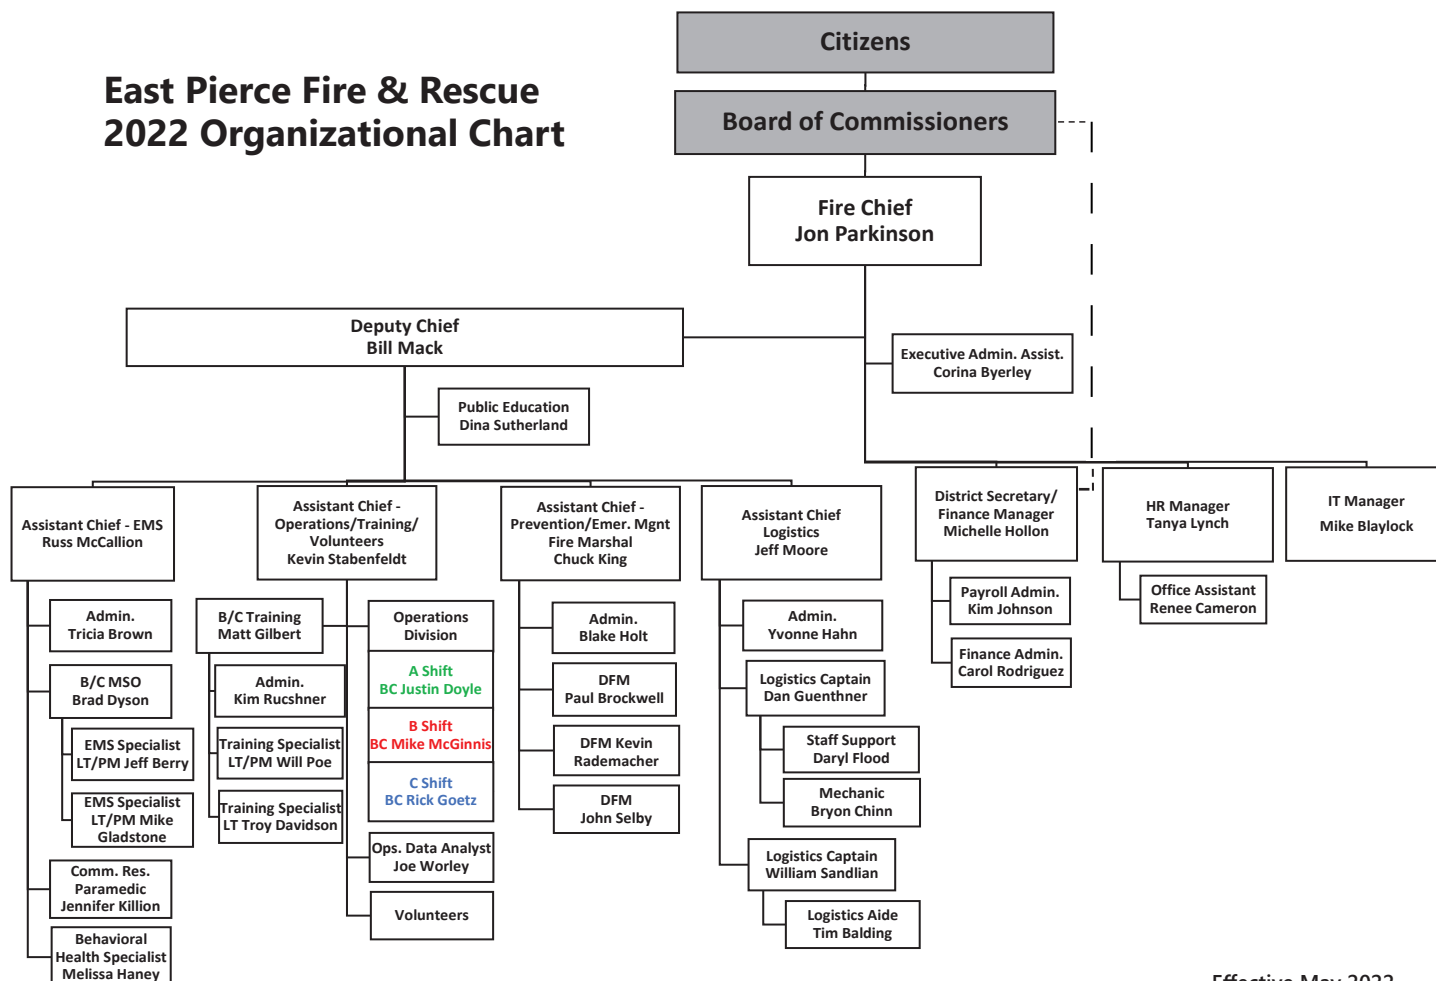 East Pierce Fire & Rescue
2022 Organizational Chart
Citizens
Board of Commissioners
Fire Chief
Jon Parkinson
Deputy Chief
Bill Mack
Executive Admin. Assist.
Corina Byerley
Public Education
Dina Sutherland
Assistant Chief - EMS
Russ McCallion
Admin.
Tricia Brown
B/C MSO
Brad Dyson
EMS Specialist
LT/PM Jeff Berry
EMS Specialist
LT/PM Mike
Gladstone
Comm. Res.
Paramedic
Jennifer Killion
Behavioral
Health Specialist
Melissa Haney
Assistant Chief -
Operations/Training/
Volunteers
Kevin Stabenfeldt
B/C Training
Matt Gilbert
Admin.
Kim Rucshner
Training Specialist
LT/PM Will Poe
Training Specialist
LT Troy Davidson
Operations
Division
A Shift
BC Justin Doyle
B Shift
BC Mike McGinnis
C Shift
BC Rick Goetz
Ops. Data Analyst
Joe Worley
Volunteers
Assistant Chief -
Prevention/Emer. Mgnt
Fire Marshal
Chuck King
Admin.
Blake Holt
DFM
Paul Brockwell
DFM Kevin
Rademacher
DFM
John Selby
Assistant Chief
Logistics
Jeff Moore
Admin.
Yvonne Hahn
Logistics Captain
Dan Guenthner
Staff Support
Daryl Flood
Mechanic
Bryon Chinn
Logistics Captain
William Sandlian
Logistics Aide
Tim Balding
District Secretary/
Finance Manager
Michelle Hollon
Payroll Admin.
Kim Johnson
Finance Admin.
Carol Rodriguez
HR Manager
Tanya Lynch
Office Assistant
Renee Cameron
IT Manager
Mike Blaylock
Effective May 2022